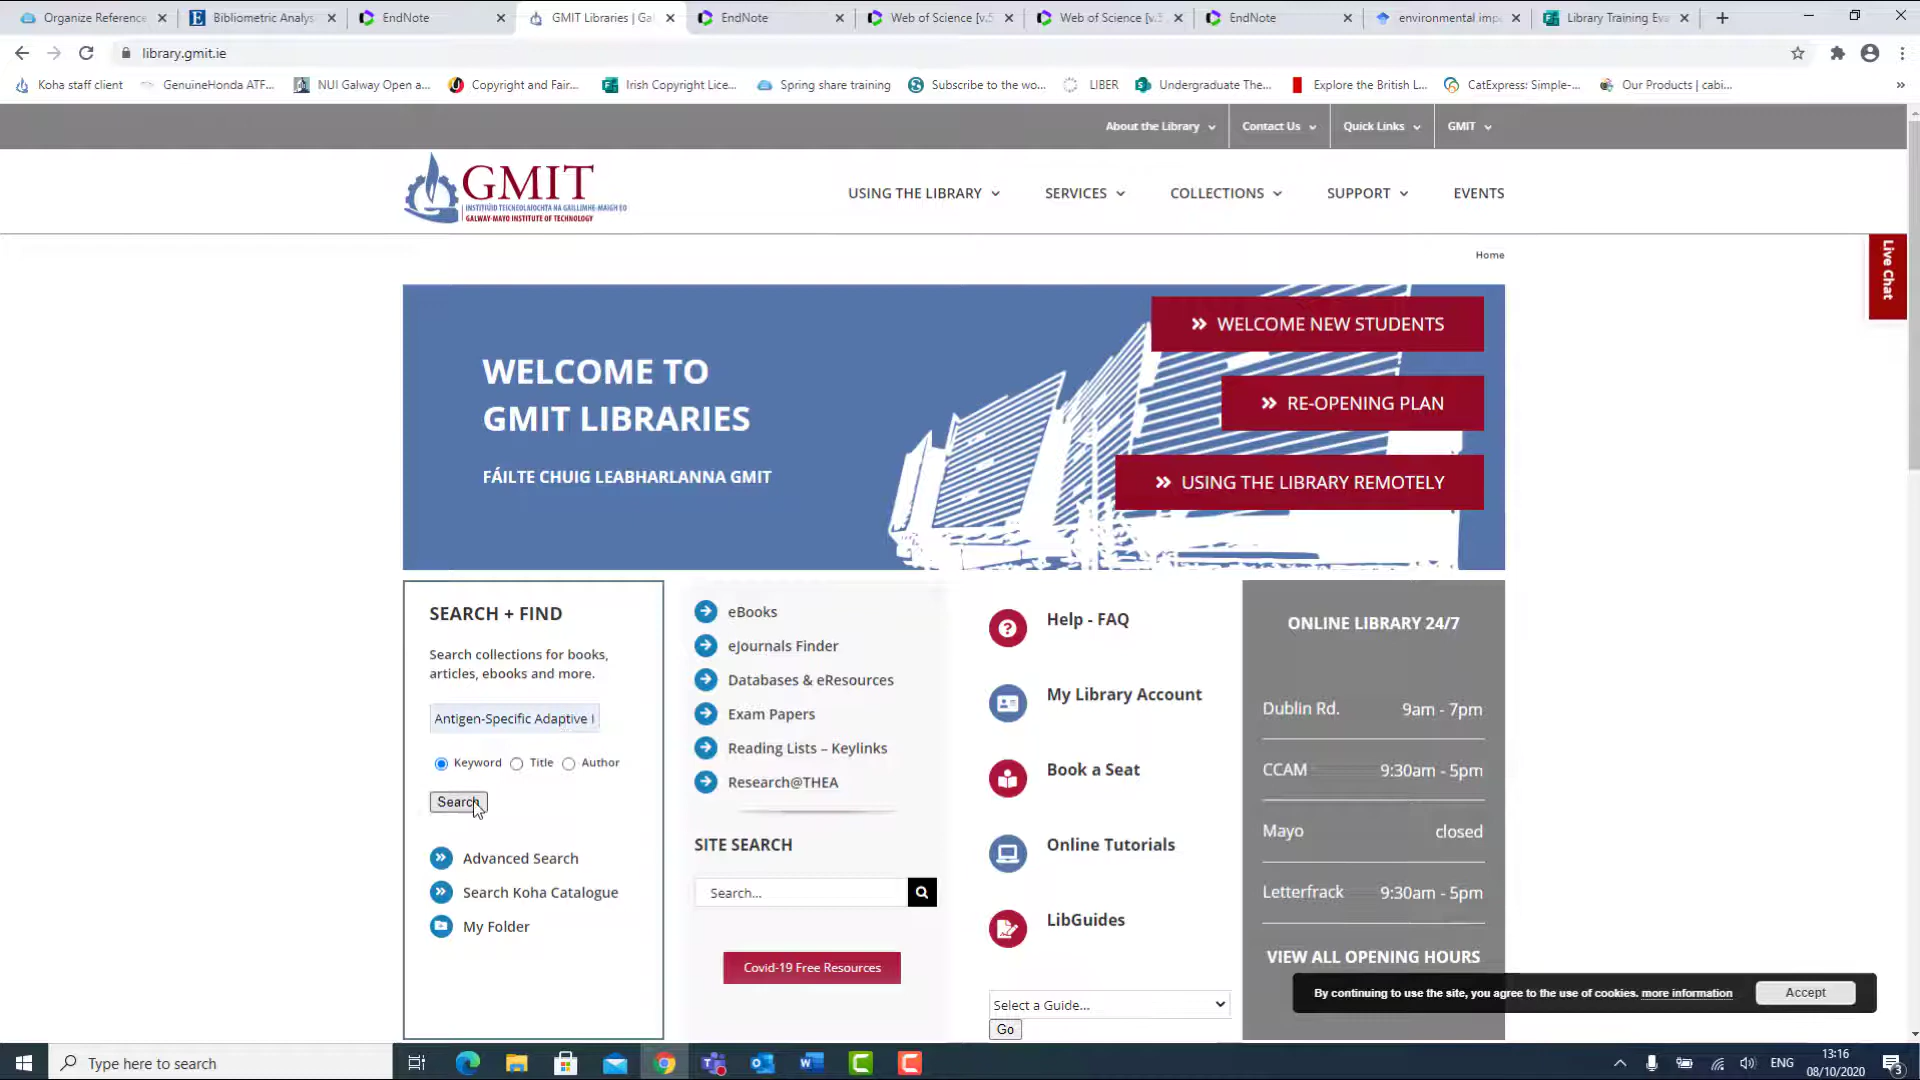 Organize Reference
Bibliometric Analys
EndNote
GMIT Libraries | Ga
EndNote
Web of Science [v.5
Web of Science [v.5
EndNote
environmental imp
Library Training Eva
library.gmit.ie
Koha staff client
GenuineHonda ATF...
NUI Galway Open a...
Copyright and Fair...
Irish Copyright Lice...
Spring share training
Subscribe to the wo...
LIBER
Undergraduate The...
Explore the British L...
CatExpress: Simple-...
Our Products | cabi...
About the Library
Contact Us
Quick Links
GMIT
GMIT
INSTITIÚID TEICNEOLAÍOCHTA NA GAILLIMHE-MAIGH EO
GALWAY-MAYO INSTITUTE OF TECHNOLOGY
USING THE LIBRARY
SERVICES
COLLECTIONS
SUPPORT
EVENTS
Home
Live Chat
WELCOME TO
GMIT LIBRARIES
FÁILTE CHUIG LEABHARLANNA GMIT
WELCOME NEW STUDENTS
RE-OPENING PLAN
USING THE LIBRARY REMOTELY
SEARCH + FIND
Search collections for books,
articles, ebooks and more.
Antigen-Specific Adaptive
Keyword Title Author
Search
Advanced Search
Search Koha Catalogue
My Folder
eBooks
eJournals Finder
Databases & eResources
Exam Papers
Reading Lists – Keylinks
Research@THEA
SITE SEARCH
Search...
Covid-19 Free Resources
Help - FAQ
My Library Account
Book a Seat
Online Tutorials
LibGuides
Select a Guide...
Go
ONLINE LIBRARY 24/7
Dublin Rd. 9am - 7pm
CCAM 9:30am - 5pm
Mayo closed
Letterfrack 9:30am - 5pm
VIEW ALL OPENING HOURS
By continuing to use the site, you agree to the use of cookies. more information
Accept
Type here to search
ENG
13:16
08/10/2020
3